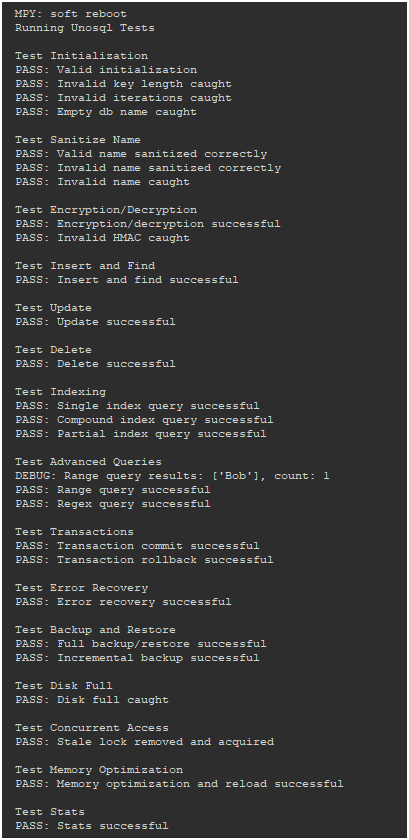 MPY: soft reboot
Running Unosql Tests
Test Initialization
PASS: Valid initialization
PASS: Invalid key length caught
PASS: Invalid iterations caught
PASS: Empty db name caught
Test Sanitize Name
PASS: Valid name sanitized correctly
PASS: Invalid name sanitized correctly
PASS: Invalid name caught
Test Encryption/Decryption
PASS: Encryption/decryption successful
PASS: Invalid HMAC caught
Test Insert and Find
PASS: Insert and find successful
Test Update
PASS: Update successful
Test Delete
PASS: Delete successful
Test Indexing
PASS: Single index query successful
PASS: Compound index query successful
PASS: Partial index query successful
Test Advanced Queries
DEBUG: Range query results: ['Bob'], count: 1
PASS: Range query successful
PASS: Regex query successful
Test Transactions
PASS: Transaction commit successful
PASS: Transaction rollback successful
Test Error Recovery
PASS: Error recovery successful
Test Backup and Restore
PASS: Full backup/restore successful
PASS: Incremental backup successful
Test Disk Full
PASS: Disk full caught
Test Concurrent Access
PASS: Stale lock removed and acquired
Test Memory Optimization
PASS: Memory optimization and reload successful
Test Stats
PASS: Stats successful